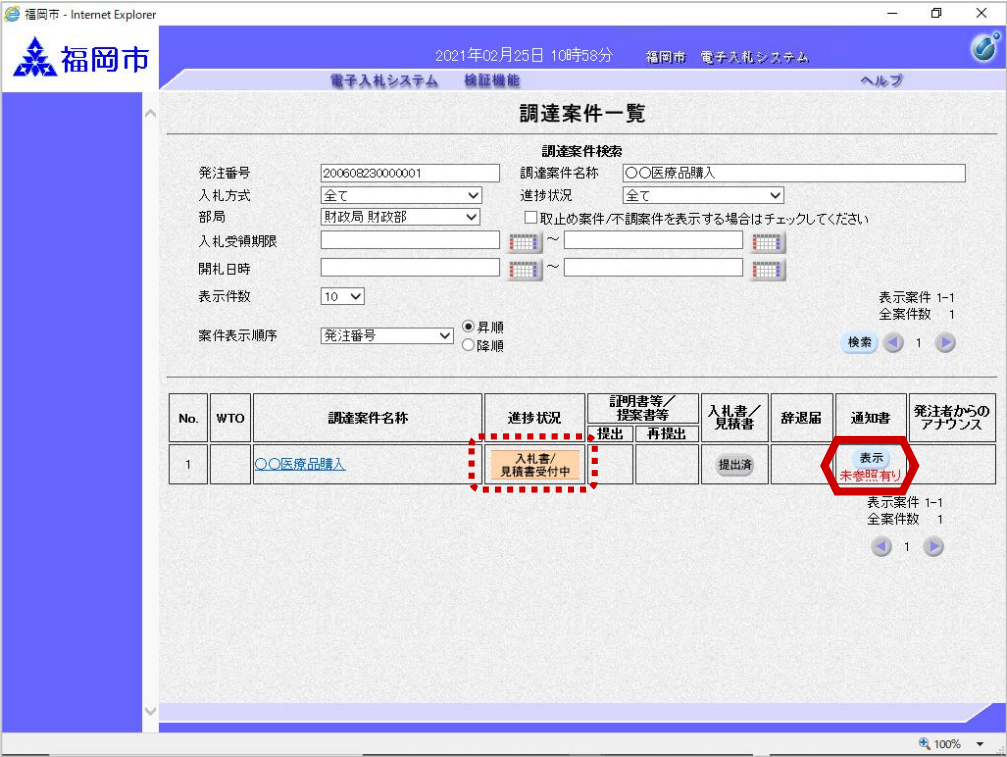 福岡市 - Internet Explorer
福岡市
2021年02月25日 10時58分 福岡市 電子入札システム
電子入札システム 検証機能 ヘルプ
調達案件一覧
調達案件検索
発注番号 200608230000001 調達案件名称 〇〇医療品購入
入札方式 全て 進捗状況 全て
部局 財政局 財政部 取止め案件/不調案件を表示する場合はチェックしてください
入札受領期限 ～
開札日時 ～
表示件数 10
表示案件 1-1
全案件数 1
案件表示順序 発注番号 昇順
降順
検索 1
No. WTO 調達案件名称 進捗状況 証明書等／提案書等 入札書／見積書 辞退届 通知書 発注者からのアナウンス
提出 再提出
1 〇〇医療品購入 入札書/見積書受付中 提出済 表示
未参照有り
表示案件 1-1
全案件数 1
1
100%